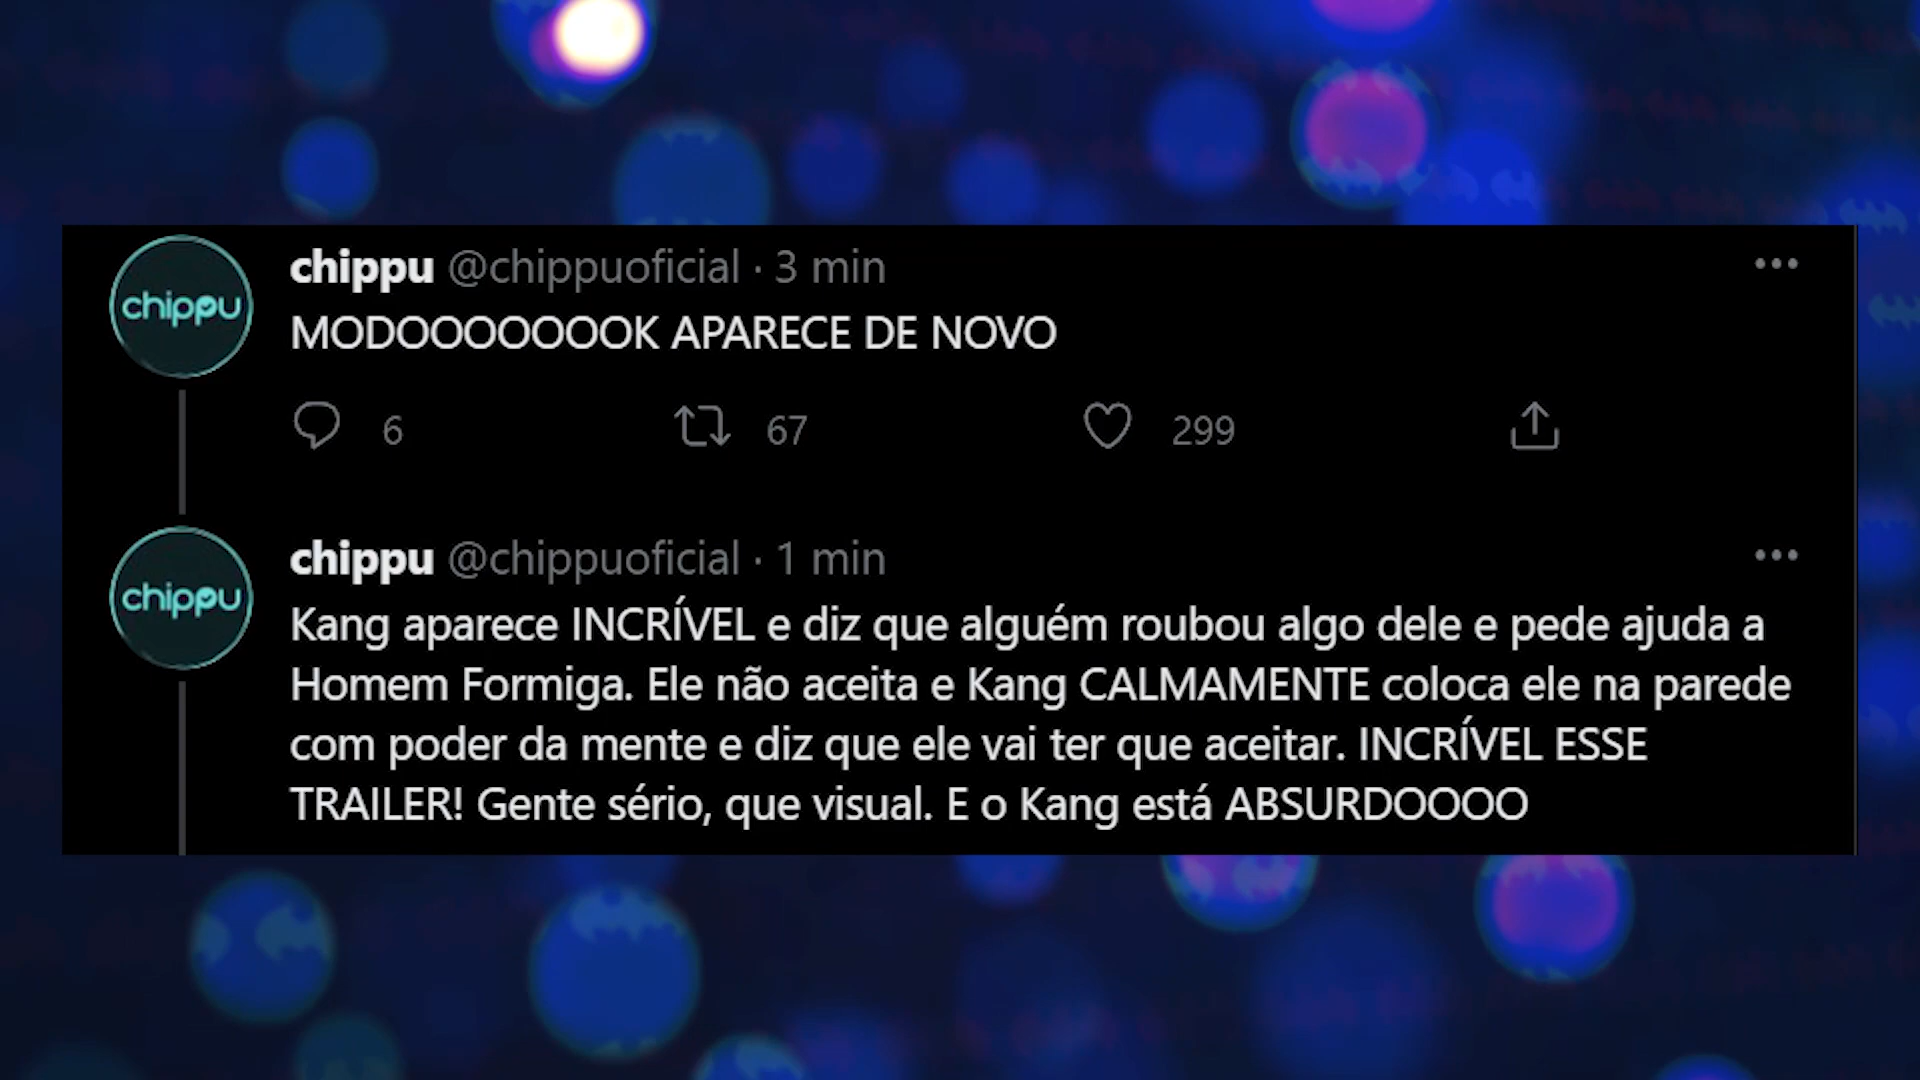 chippu
chippu @chippuoficial · 3 min
MODOOOOOOOOK APARECE DE NOVO
6 67 299
chippu
chippu @chippuoficial · 1 min
Kang aparece INCRÍVEL e diz que alguém roubou algo dele e pede ajuda a
Homem Formiga. Ele não aceita e Kang CALMAMENTE coloca ele na parede
com poder da mente e diz que ele vai ter que aceitar. INCRÍVEL ESSE
TRAILER! Gente sério, que visual. E o Kang está ABSURDOOOO